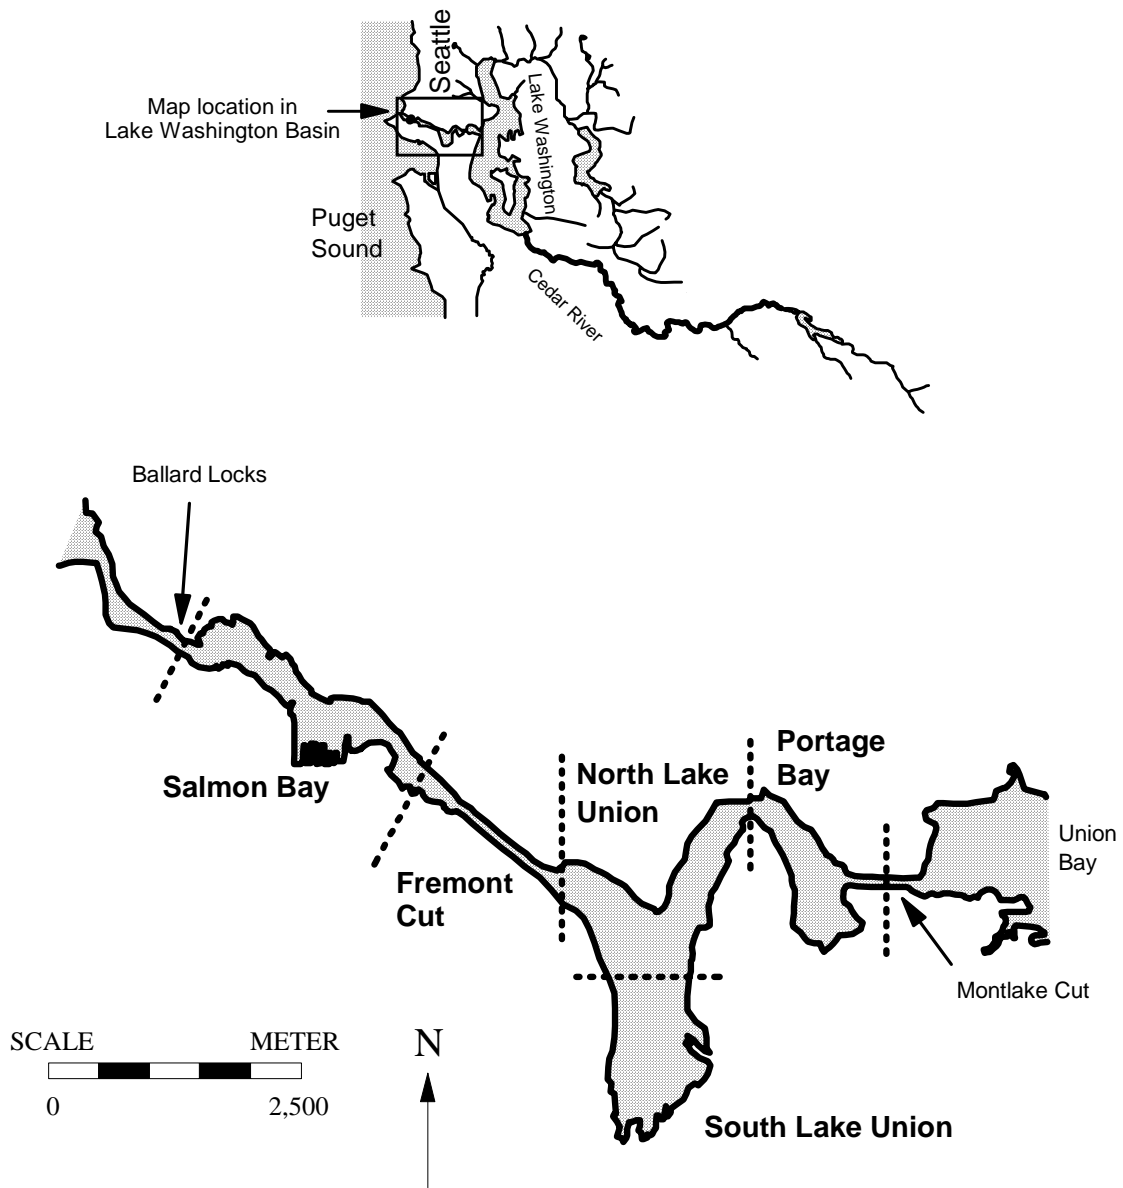 Seattle
Map location in
Lake Washington Basin
Lake Washington
Puget
Sound
Cedar River
Ballard Locks
Salmon Bay
Fremont
Cut
North Lake
Union
Portage
Bay
Union
Bay
Montlake Cut
South Lake Union
SCALE METER
0 2,500
N